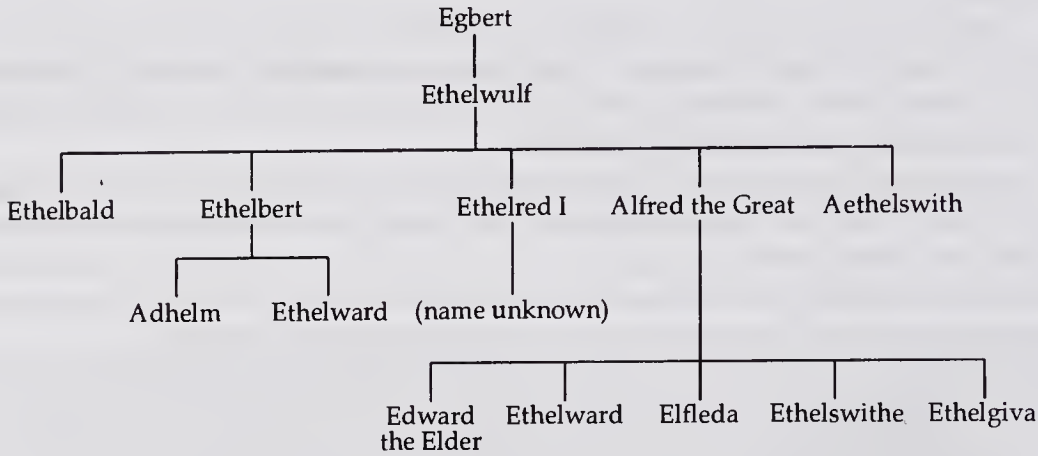 Egbert
Ethelwulf
Ethelbald Ethelbert Ethelred I Alfred the Great Aethelswith
Adhelm Ethelward (name unknown)
Edward Ethelward Elfleda Ethelswithe Ethelgiva
the Elder